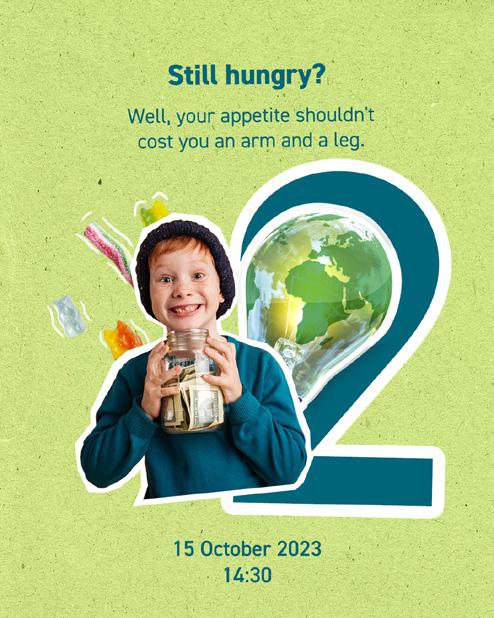 Still hungry?
Well, your appetite shouldn't
cost you an arm and a leg.
2
15 October 2023
14:30